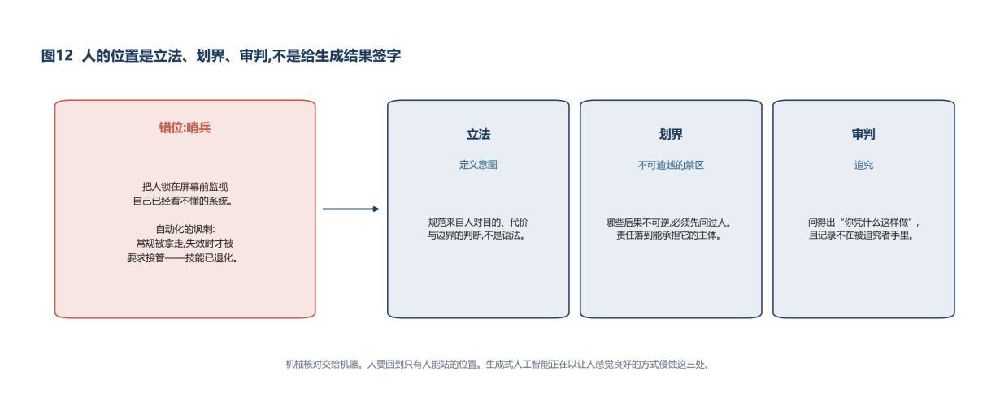 图12 人的位置是立法、划界、审判,不是给生成结果签字
错位:哨兵
把人锁在屏幕前监视
自己已经看不懂的系统。
自动化的讽刺:
常规被拿走,失效时才被
要求接管——技能已退化。
立法
定义意图
规范来自人对目的、代价
与边界的判断,不是语法。
划界
不可逾越的禁区
哪些后果不可逆,必须先问过人。
责任落到能承担它的主体。
审判
追究
问得出“你凭什么这样做”,
且记录不在被追究者手里。
机械核对交给机器。人要回到只有人能站的位置。生成式人工智能正在以让人感觉良好的方式侵蚀这三处。